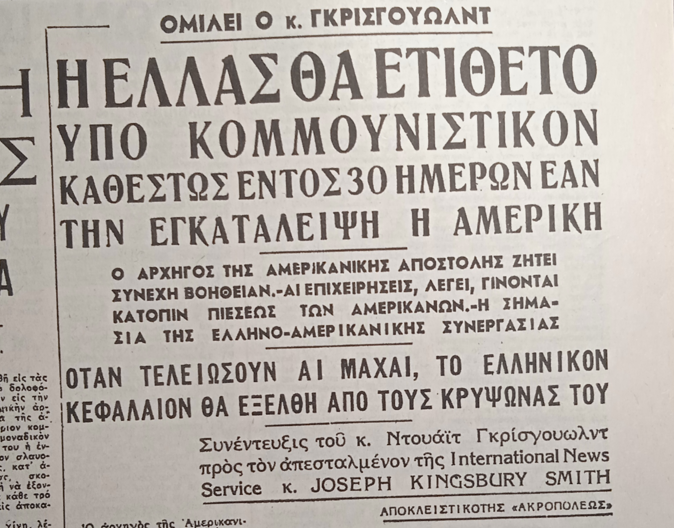 ΟΜΙΛΕΙ Ο κ. ΓΚΡΙΣΓΟΥΩΛΝΤ
Η ΕΛΛΑΣ ΘΑ ΕΤΙΘΕΤΟ
ΥΠΟ ΚΟΜΜΟΥΝΙΣΤΙΚΟΝ
ΚΑΘΕΣΤΩΣ ΕΝΤΟΣ 30 ΗΜΕΡΩΝ ΕΑΝ
ΤΗΝ ΕΓΚΑΤΑΛΕΙΨΗ Η ΑΜΕΡΙΚΗ
Ο ΑΡΧΗΓΟΣ ΤΗΣ ΑΜΕΡΙΚΑΝΙΚΗΣ ΑΠΟΣΤΟΛΗΣ ΖΗΤΕΙ
ΣΥΝΕΧΗ ΒΟΗΘΕΙΑΝ.-ΑΙ ΕΠΙΧΕΙΡΗΣΕΙΣ, ΛΕΓΕΙ, ΓΙΝΟΝΤΑΙ
ΚΑΤΟΠΙΝ ΠΙΕΣΕΩΣ ΤΩΝ ΑΜΕΡΙΚΑΝΩΝ.-Η ΣΗΜΑ-
ΣΙΑ ΤΗΣ ΕΛΛΗΝΟ-ΑΜΕΡΙΚΑΝΙΚΗΣ ΣΥΝΕΡΓΑΣΙΑΣ
ΟΤΑΝ ΤΕΛΕΙΩΣΟΥΝ ΑΙ ΜΑΧΑΙ, ΤΟ ΕΛΛΗΝΙΚΟΝ
ΚΕΦΑΛΑΙΟΝ ΘΑ ΕΞΕΛΘΗ ΑΠΟ ΤΟΥΣ ΚΡΥΨΩΝΑΣ ΤΟΥ
Συνέντευξις τοῦ κ. Ντουάϊτ Γκρίσγουωλντ
πρὸς τὸν ἀπεσταλμένον τῆς International News
Service κ. JOSEPH KINGSBURY SMITH
ΑΠΟΚΛΕΙΣΤΙΚΟΤΗΣ «ΑΚΡΟΠΟΛΕΩΣ»